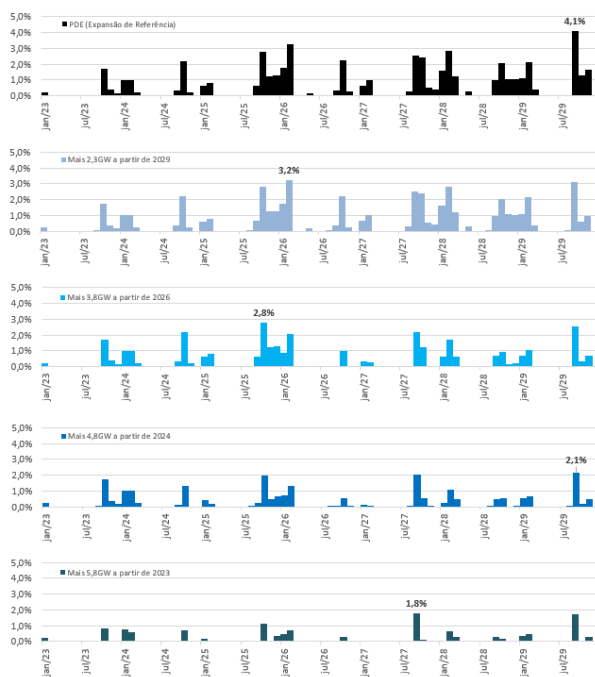 5,0%
4,0%
3,0%
2,0%
1,0%
0,0%
PDE (Expansão de Referência)
4,1%
jan/23
jul/23
jan/24
jul/24
jan/25
jul/25
jan/26
jul/26
jan/27
jul/27
jan/28
jul/28
jan/29
jul/29
5,0%
4,0%
3,0%
2,0%
1,0%
0,0%
Mais 2,3GW a partir de 2029
3,2%
jan/23
jul/23
jan/24
jul/24
jan/25
jul/25
jan/26
jul/26
jan/27
jul/27
jan/28
jul/28
jan/29
jul/29
5,0%
4,0%
3,0%
2,0%
1,0%
0,0%
Mais 3,8GW a partir de 2026
2,8%
jan/23
jul/23
jan/24
jul/24
jan/25
jul/25
jan/26
jul/26
jan/27
jul/27
jan/28
jul/28
jan/29
jul/29
5,0%
4,0%
3,0%
2,0%
1,0%
0,0%
Mais 4,8GW a partir de 2024
2,1%
jan/23
jul/23
jan/24
jul/24
jan/25
jul/25
jan/26
jul/26
jan/27
jul/27
jan/28
jul/28
jan/29
jul/29
5,0%
4,0%
3,0%
2,0%
1,0%
0,0%
Mais 5,8GW a partir de 2023
1,8%
jan/23
jul/23
jan/24
jul/24
jan/25
jul/25
jan/26
jul/26
jan/27
jul/27
jan/28
jul/28
jan/29
jul/29